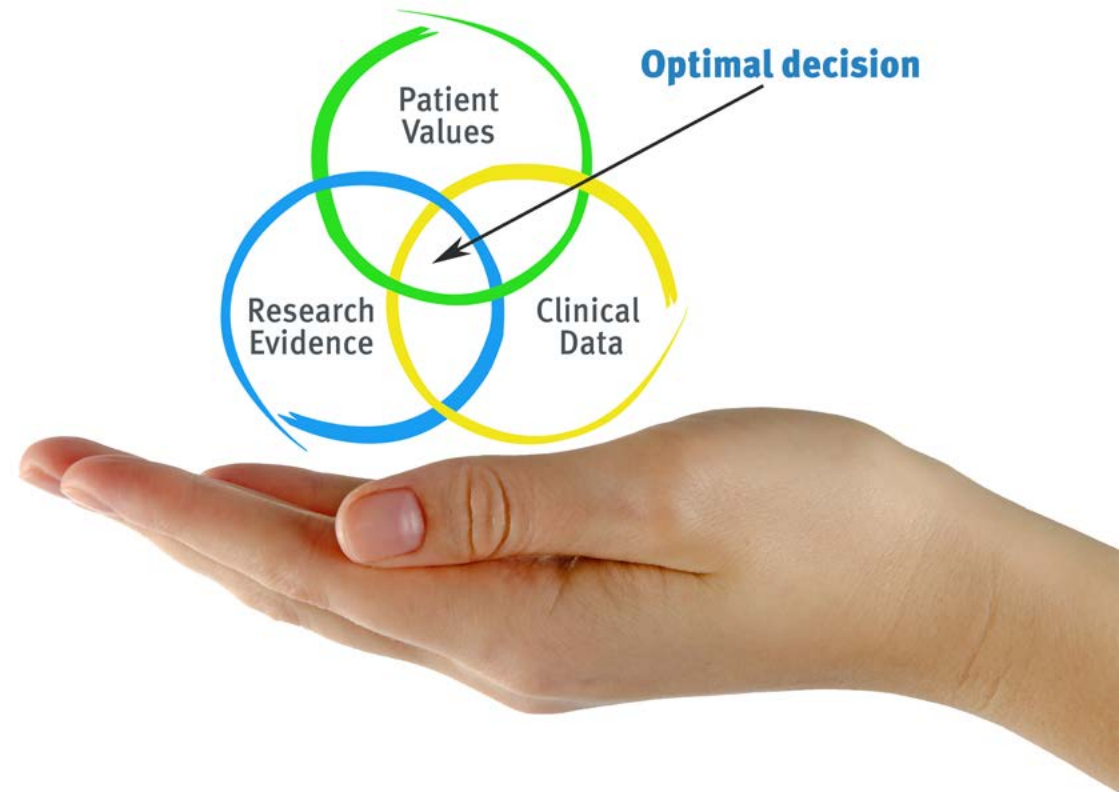 Optimal decision
Patient
Values
Research
Evidence
Clinical
Data